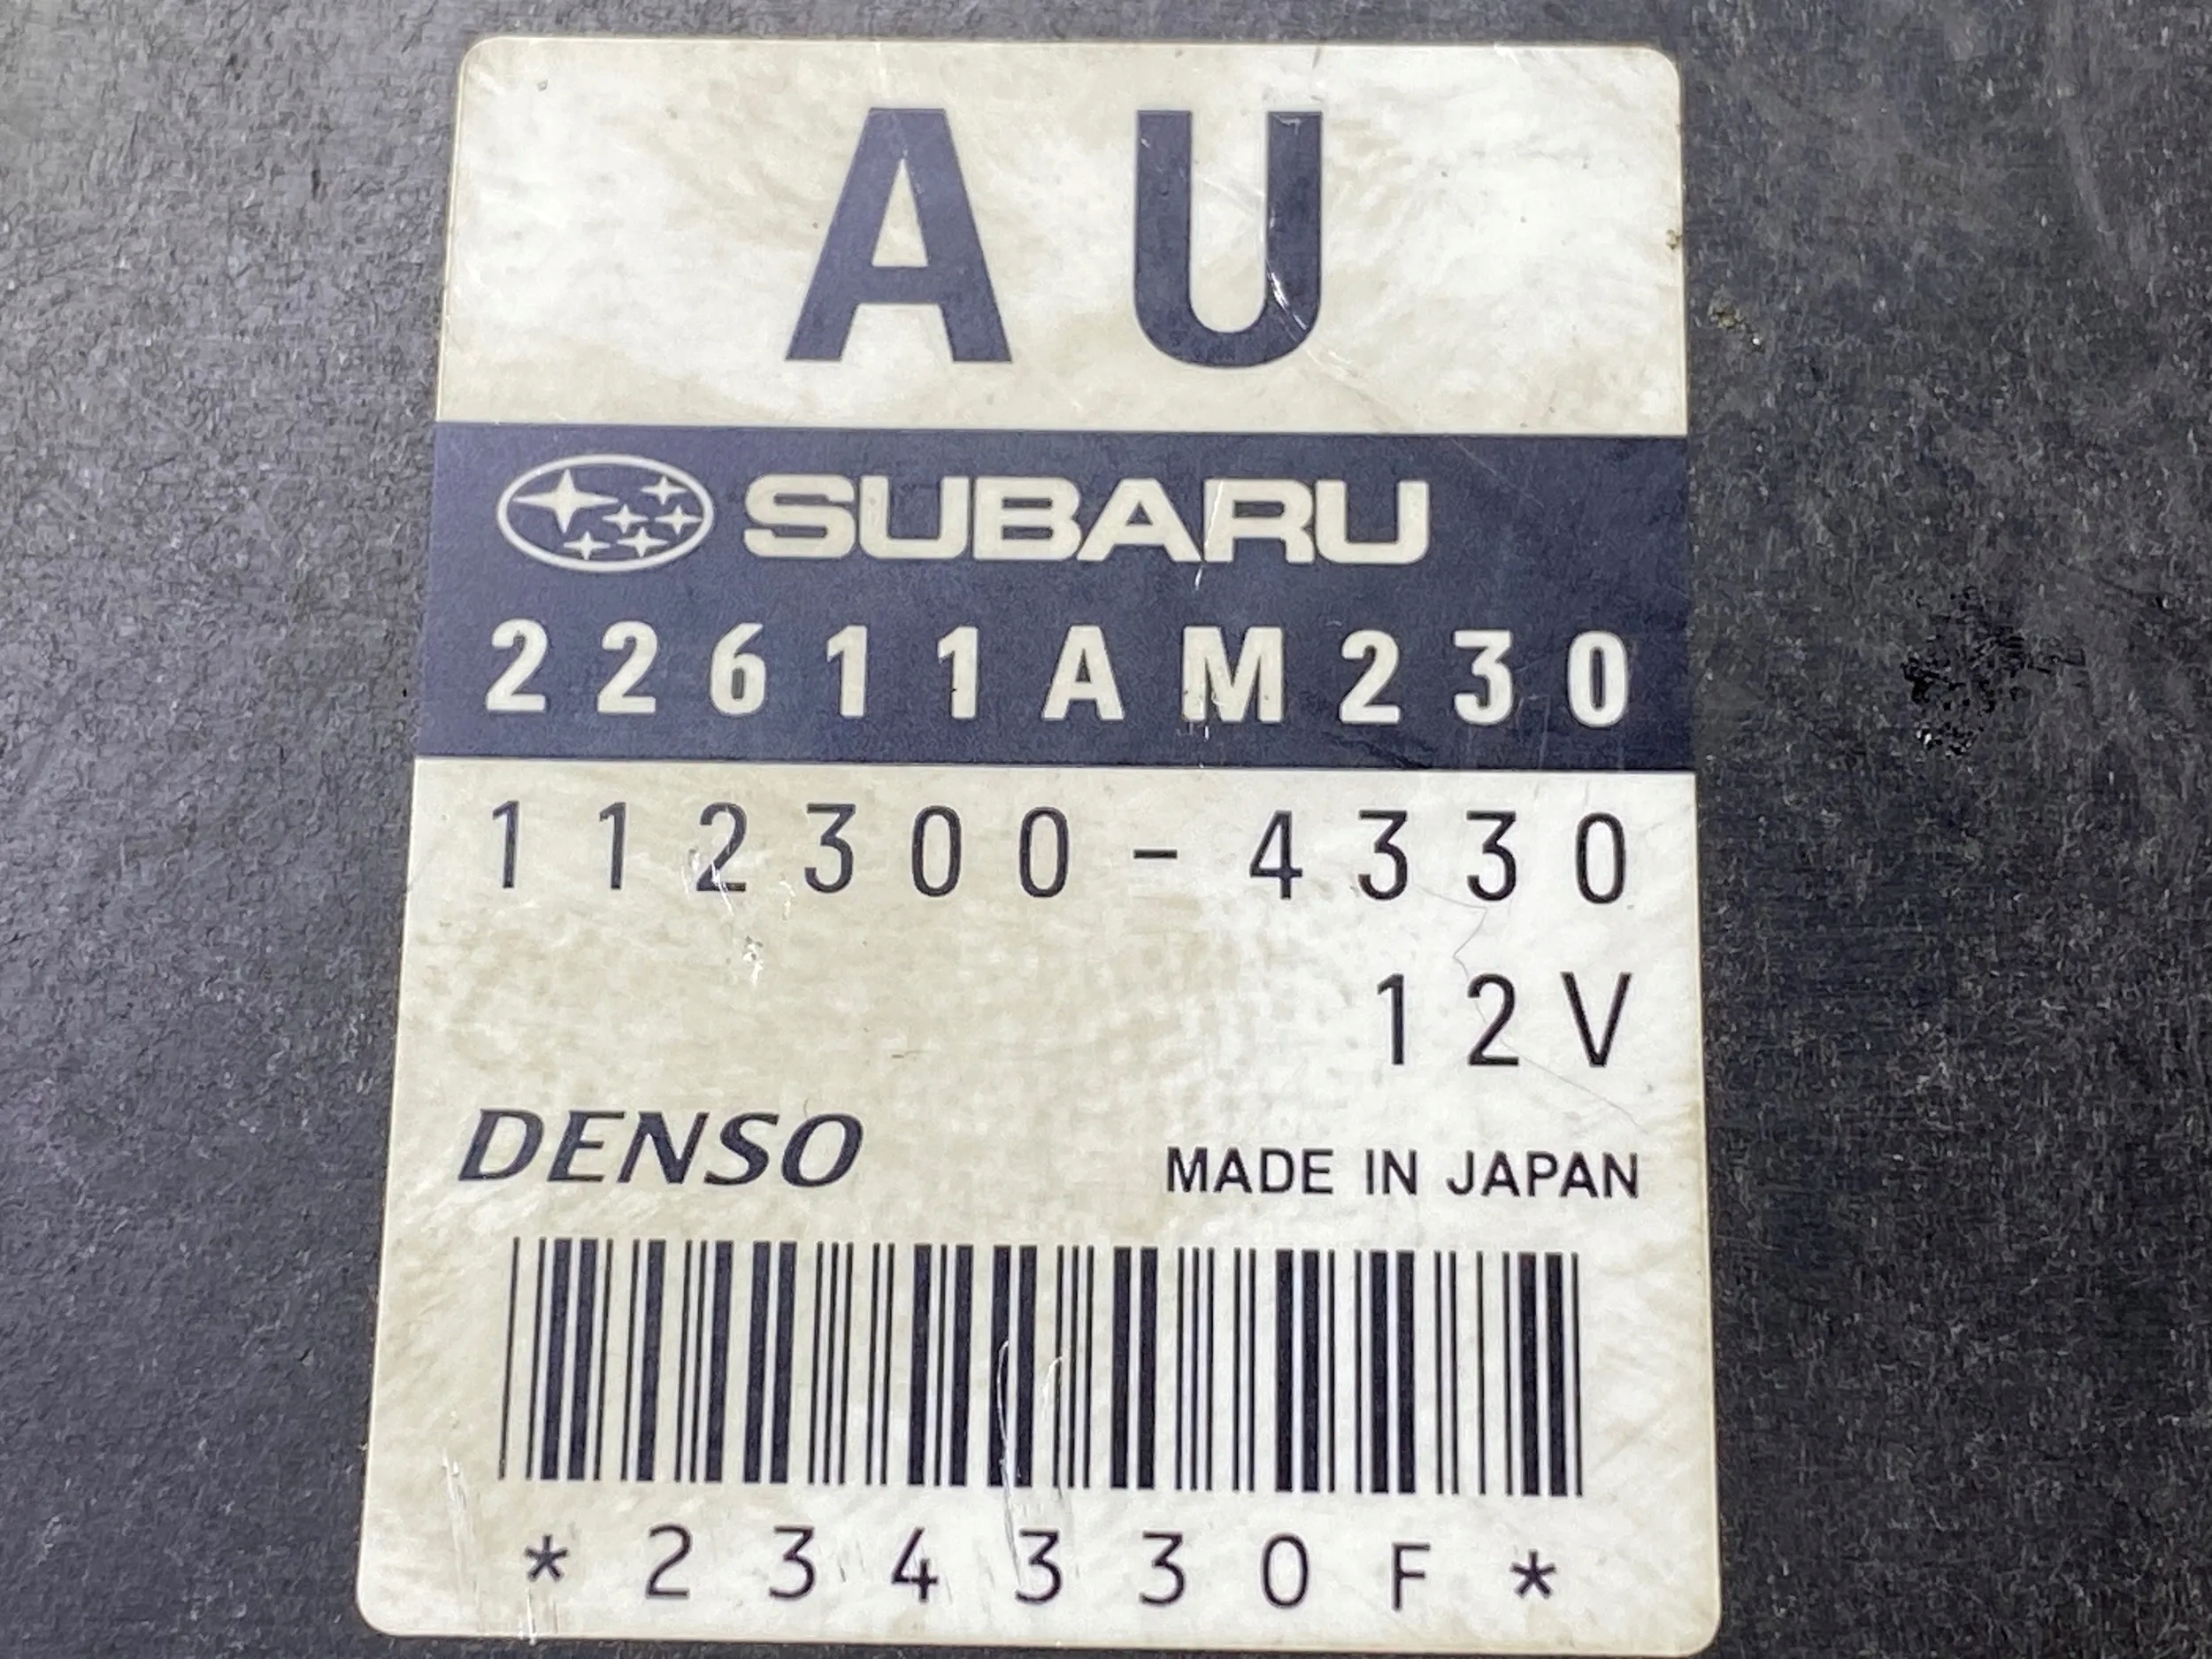 AU
SUBARU
22611AM230
112300-4330
12V
DENSO MADE IN JAPAN
*234330F*